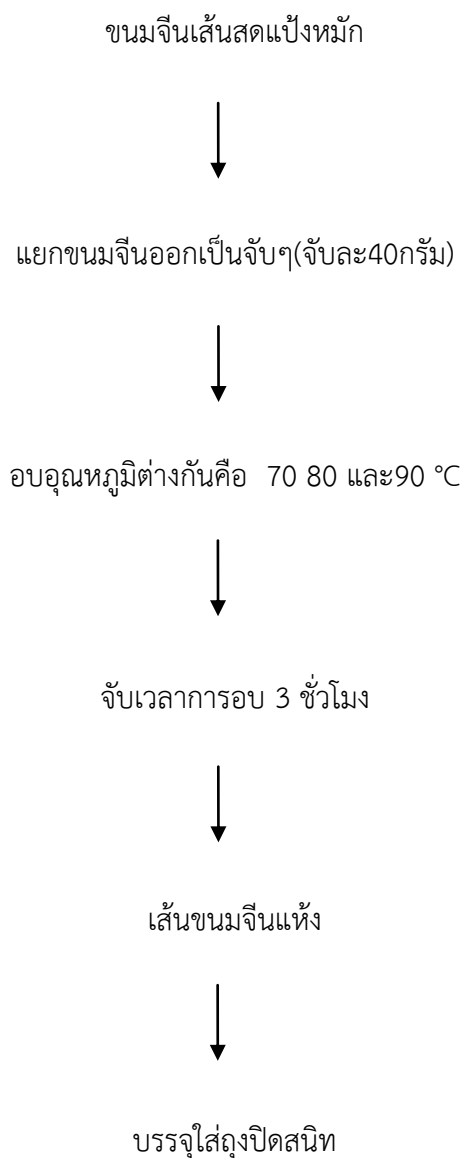 ขนมจีนเส้นสดแป้งหมัก
แยกขนมจีนออกเป็นจับๆ(จับละ40กรัม)
อบอุณหภูมิต่างกันคือ  70 80 และ90 °C
จับเวลาการอบ 3 ชั่วโมง
เส้นขนมจีนแห้ง
บรรจุใส่ถุงปิดสนิท